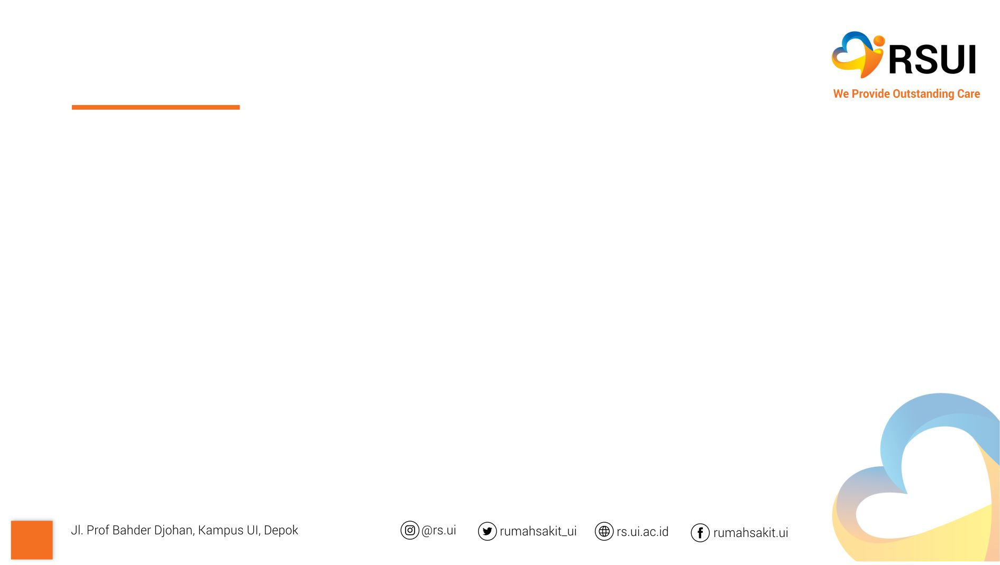 RSUI
We Provide Outstanding Care
Jl. Prof Bahder Djohan, Kampus UI, Depok
@rs.ui
rumahsakit_ui
rs.ui.ac.id
rumahsakit.ui